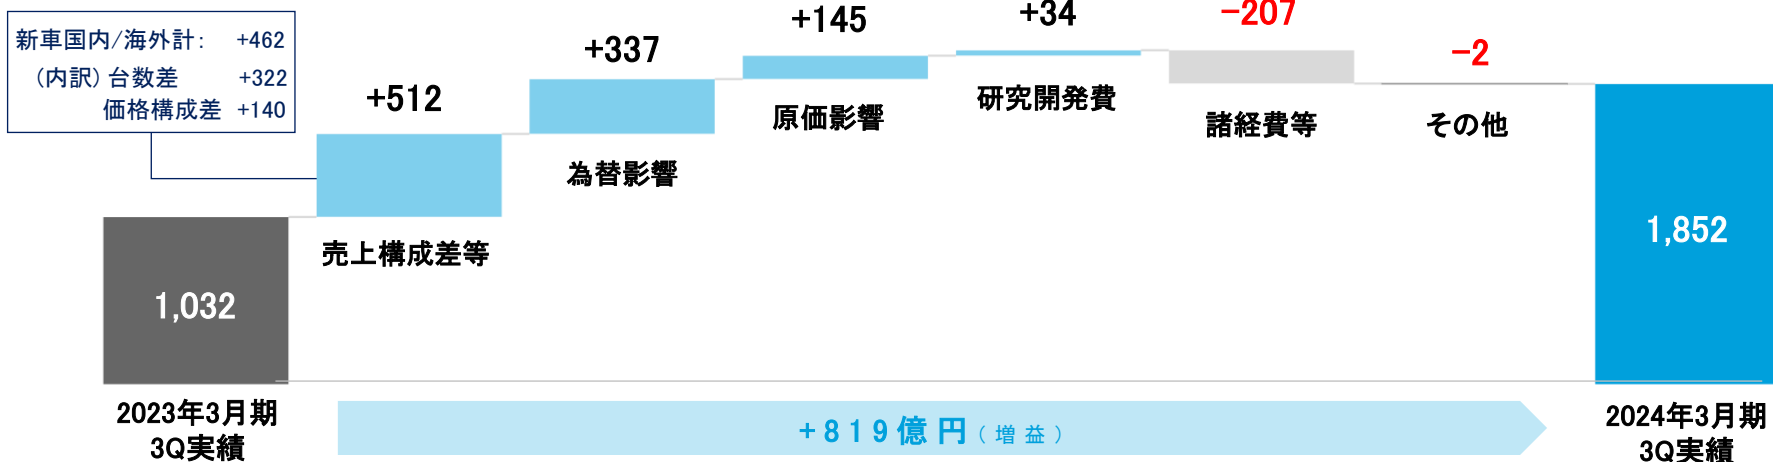 新車国内/海外計: +462
(内訳) 台数差 +322
価格構成差 +140
+512
+337
+145
+34
-207
-2
売上構成差等
為替影響
原価影響
研究開発費
諸経費等
その他
1,032
1,852
2023年3月期
3Q実績
+819億円(増益)
2024年3月期
3Q実績